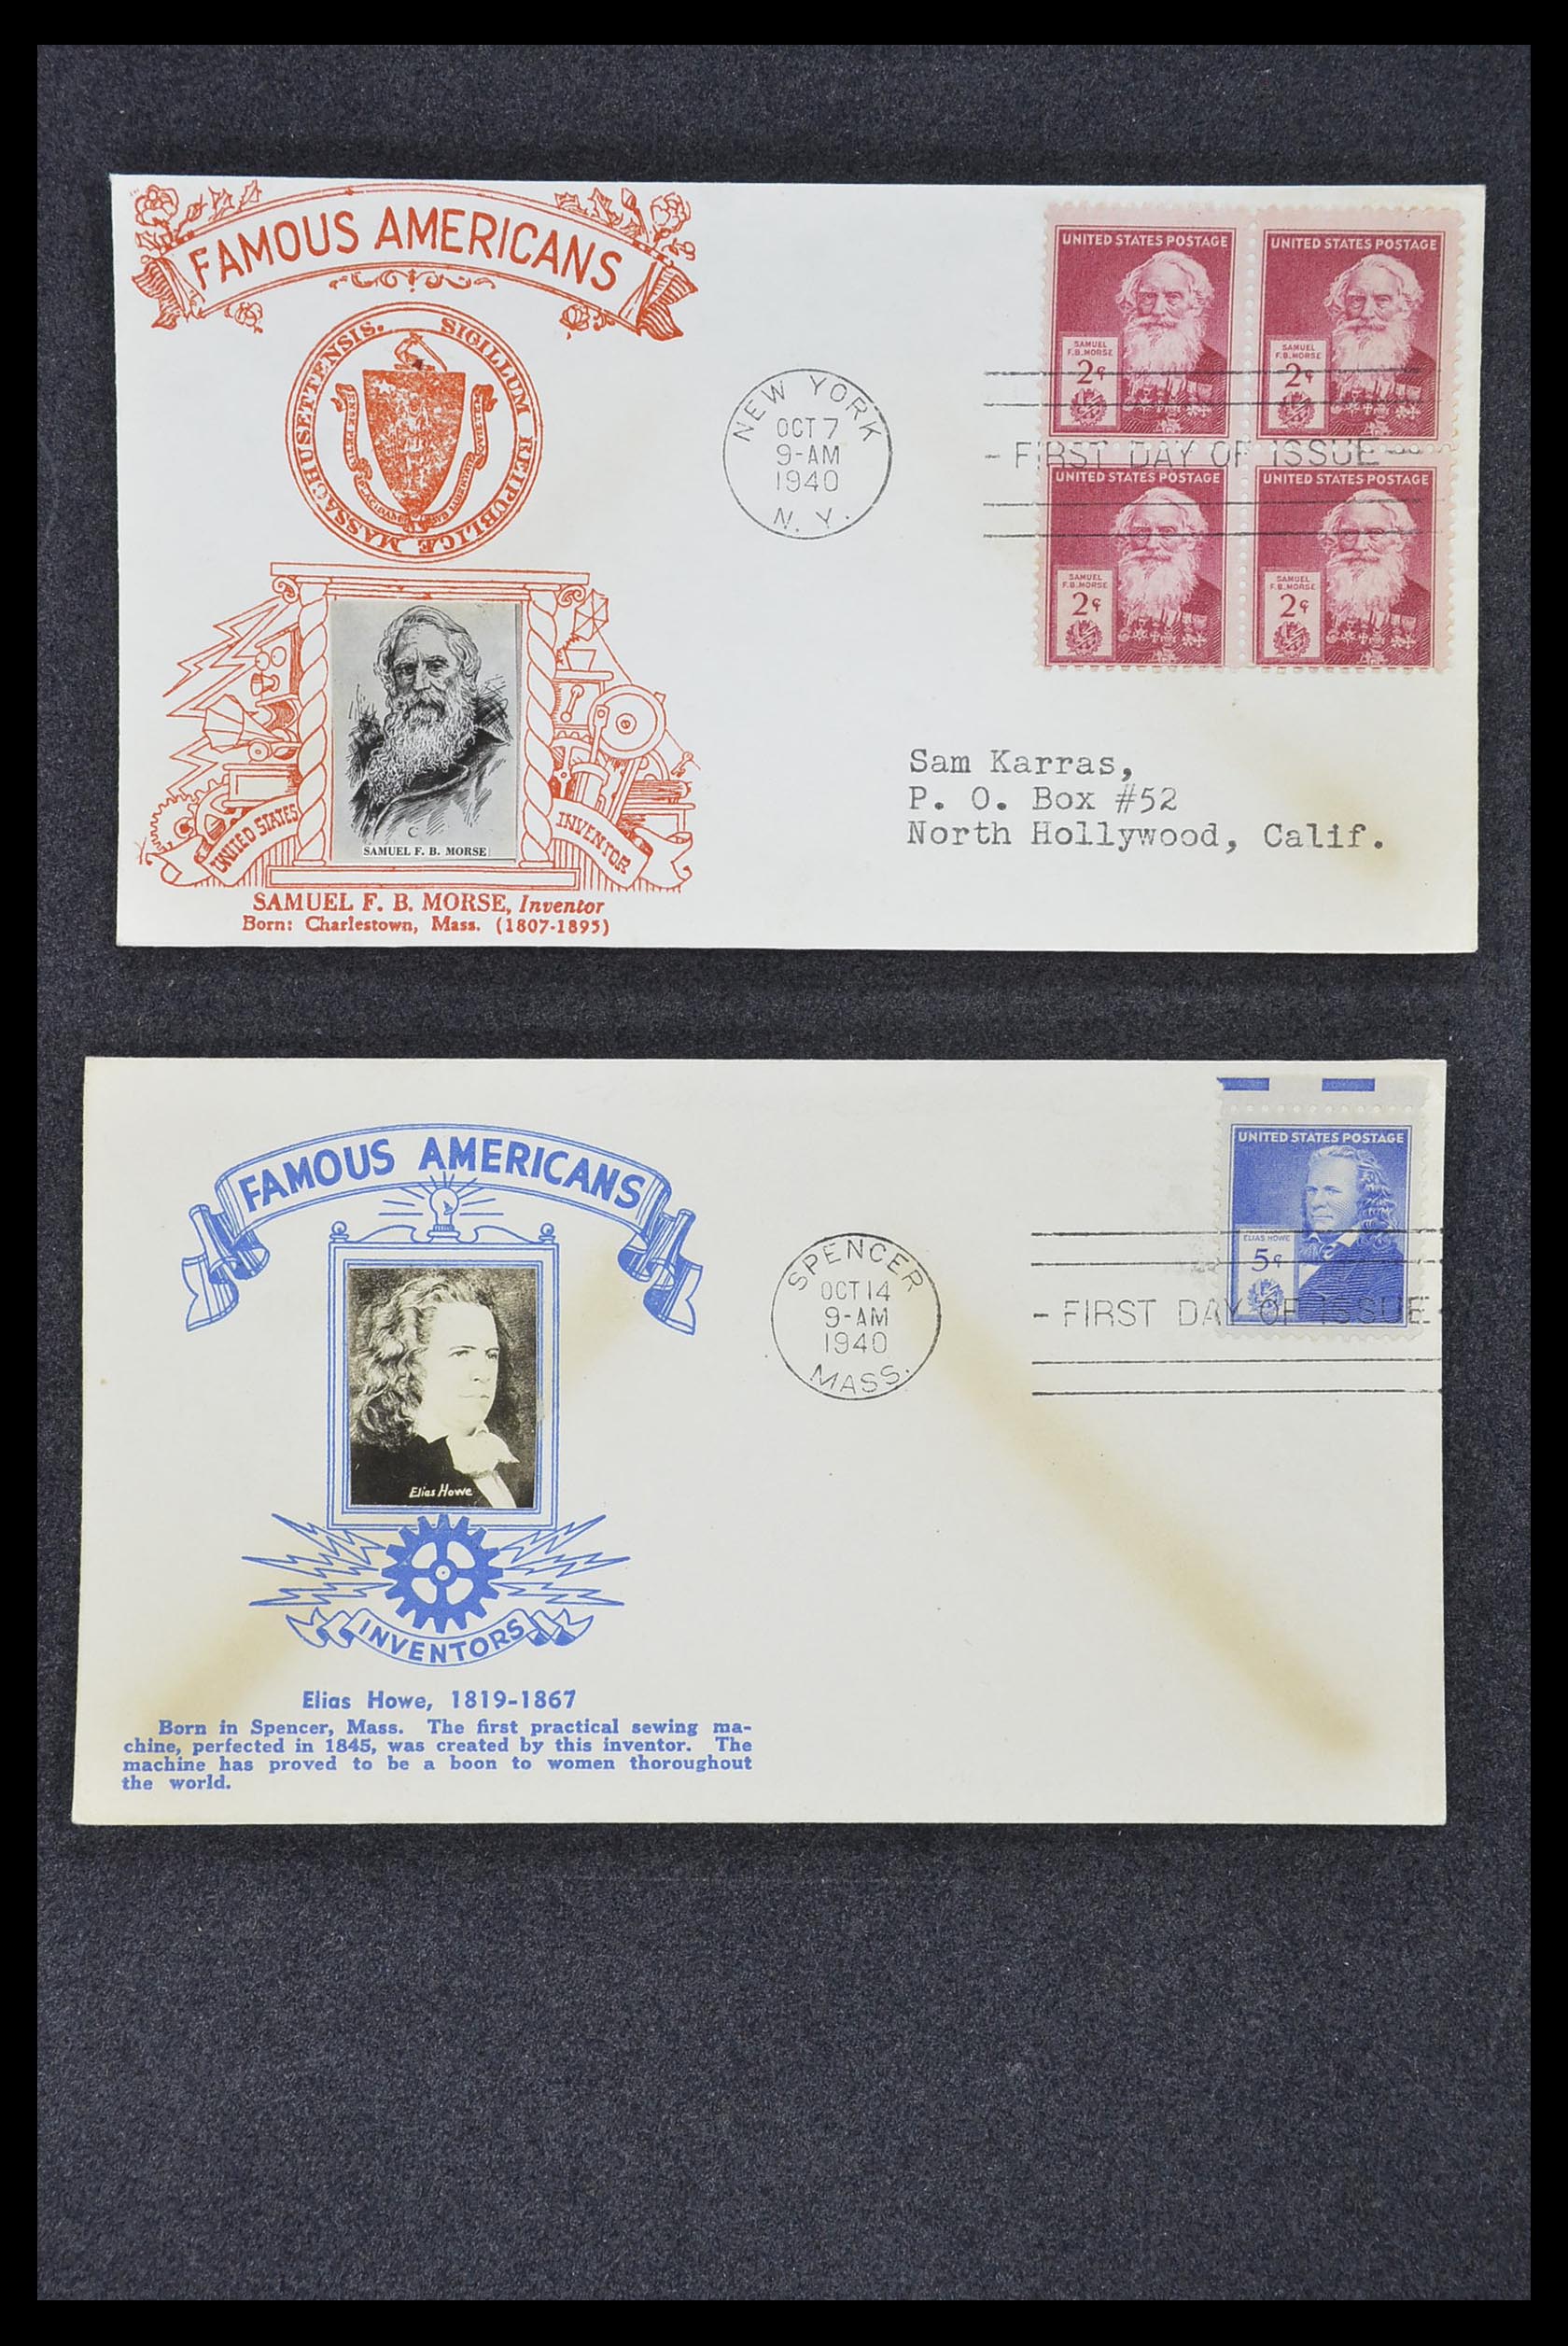 FAMOUS AMERICANS
SIGILLUM REIPUBLICÆ MASSACHUSETTENSIS.
UNITED STATES
INVENTOR
C
SAMUEL F. B. MORSE
SAMUEL F. B. MORSE, Inventor
Born: Charlestown, Mass. (1807-1895)
NEW YORK
OCT 7
9-AM
1940
N. Y.
UNITED STATES POSTAGE
SAMUEL
F.B.MORSE
2¢
UNITED STATES POSTAGE
SAMUEL
F.B.MORSE
2¢
- FIRST DAY OF ISSUE -
UNITED STATES POSTAGE
SAMUEL
F.B.MORSE
2¢
UNITED STATES POSTAGE
SAMUEL
F.B.MORSE
2¢
Sam Karras,
P. O. Box #52
North Hollywood, Calif.
FAMOUS AMERICANS
Elias Howe
INVENTORS
Elias Howe, 1819-1867
Born in Spencer, Mass. The first practical sewing ma-
chine, perfected in 1845, was created by this inventor. The
machine has proved to be a boon to women thoroughout
the world.
SPENCER
OCT 14
9-AM
1940
MASS.
UNITED STATES POSTAGE
ELIAS HOWE
5¢
- FIRST DAY OF ISSUE -